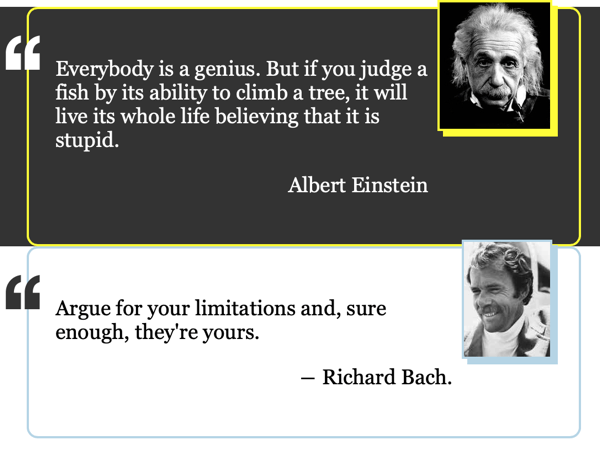 “
Everybody is a genius. But if you judge a
fish by its ability to climb a tree, it will
live its whole life believing that it is
stupid.
Albert Einstein
“
Argue for your limitations and, sure
enough, they're yours.
— Richard Bach.